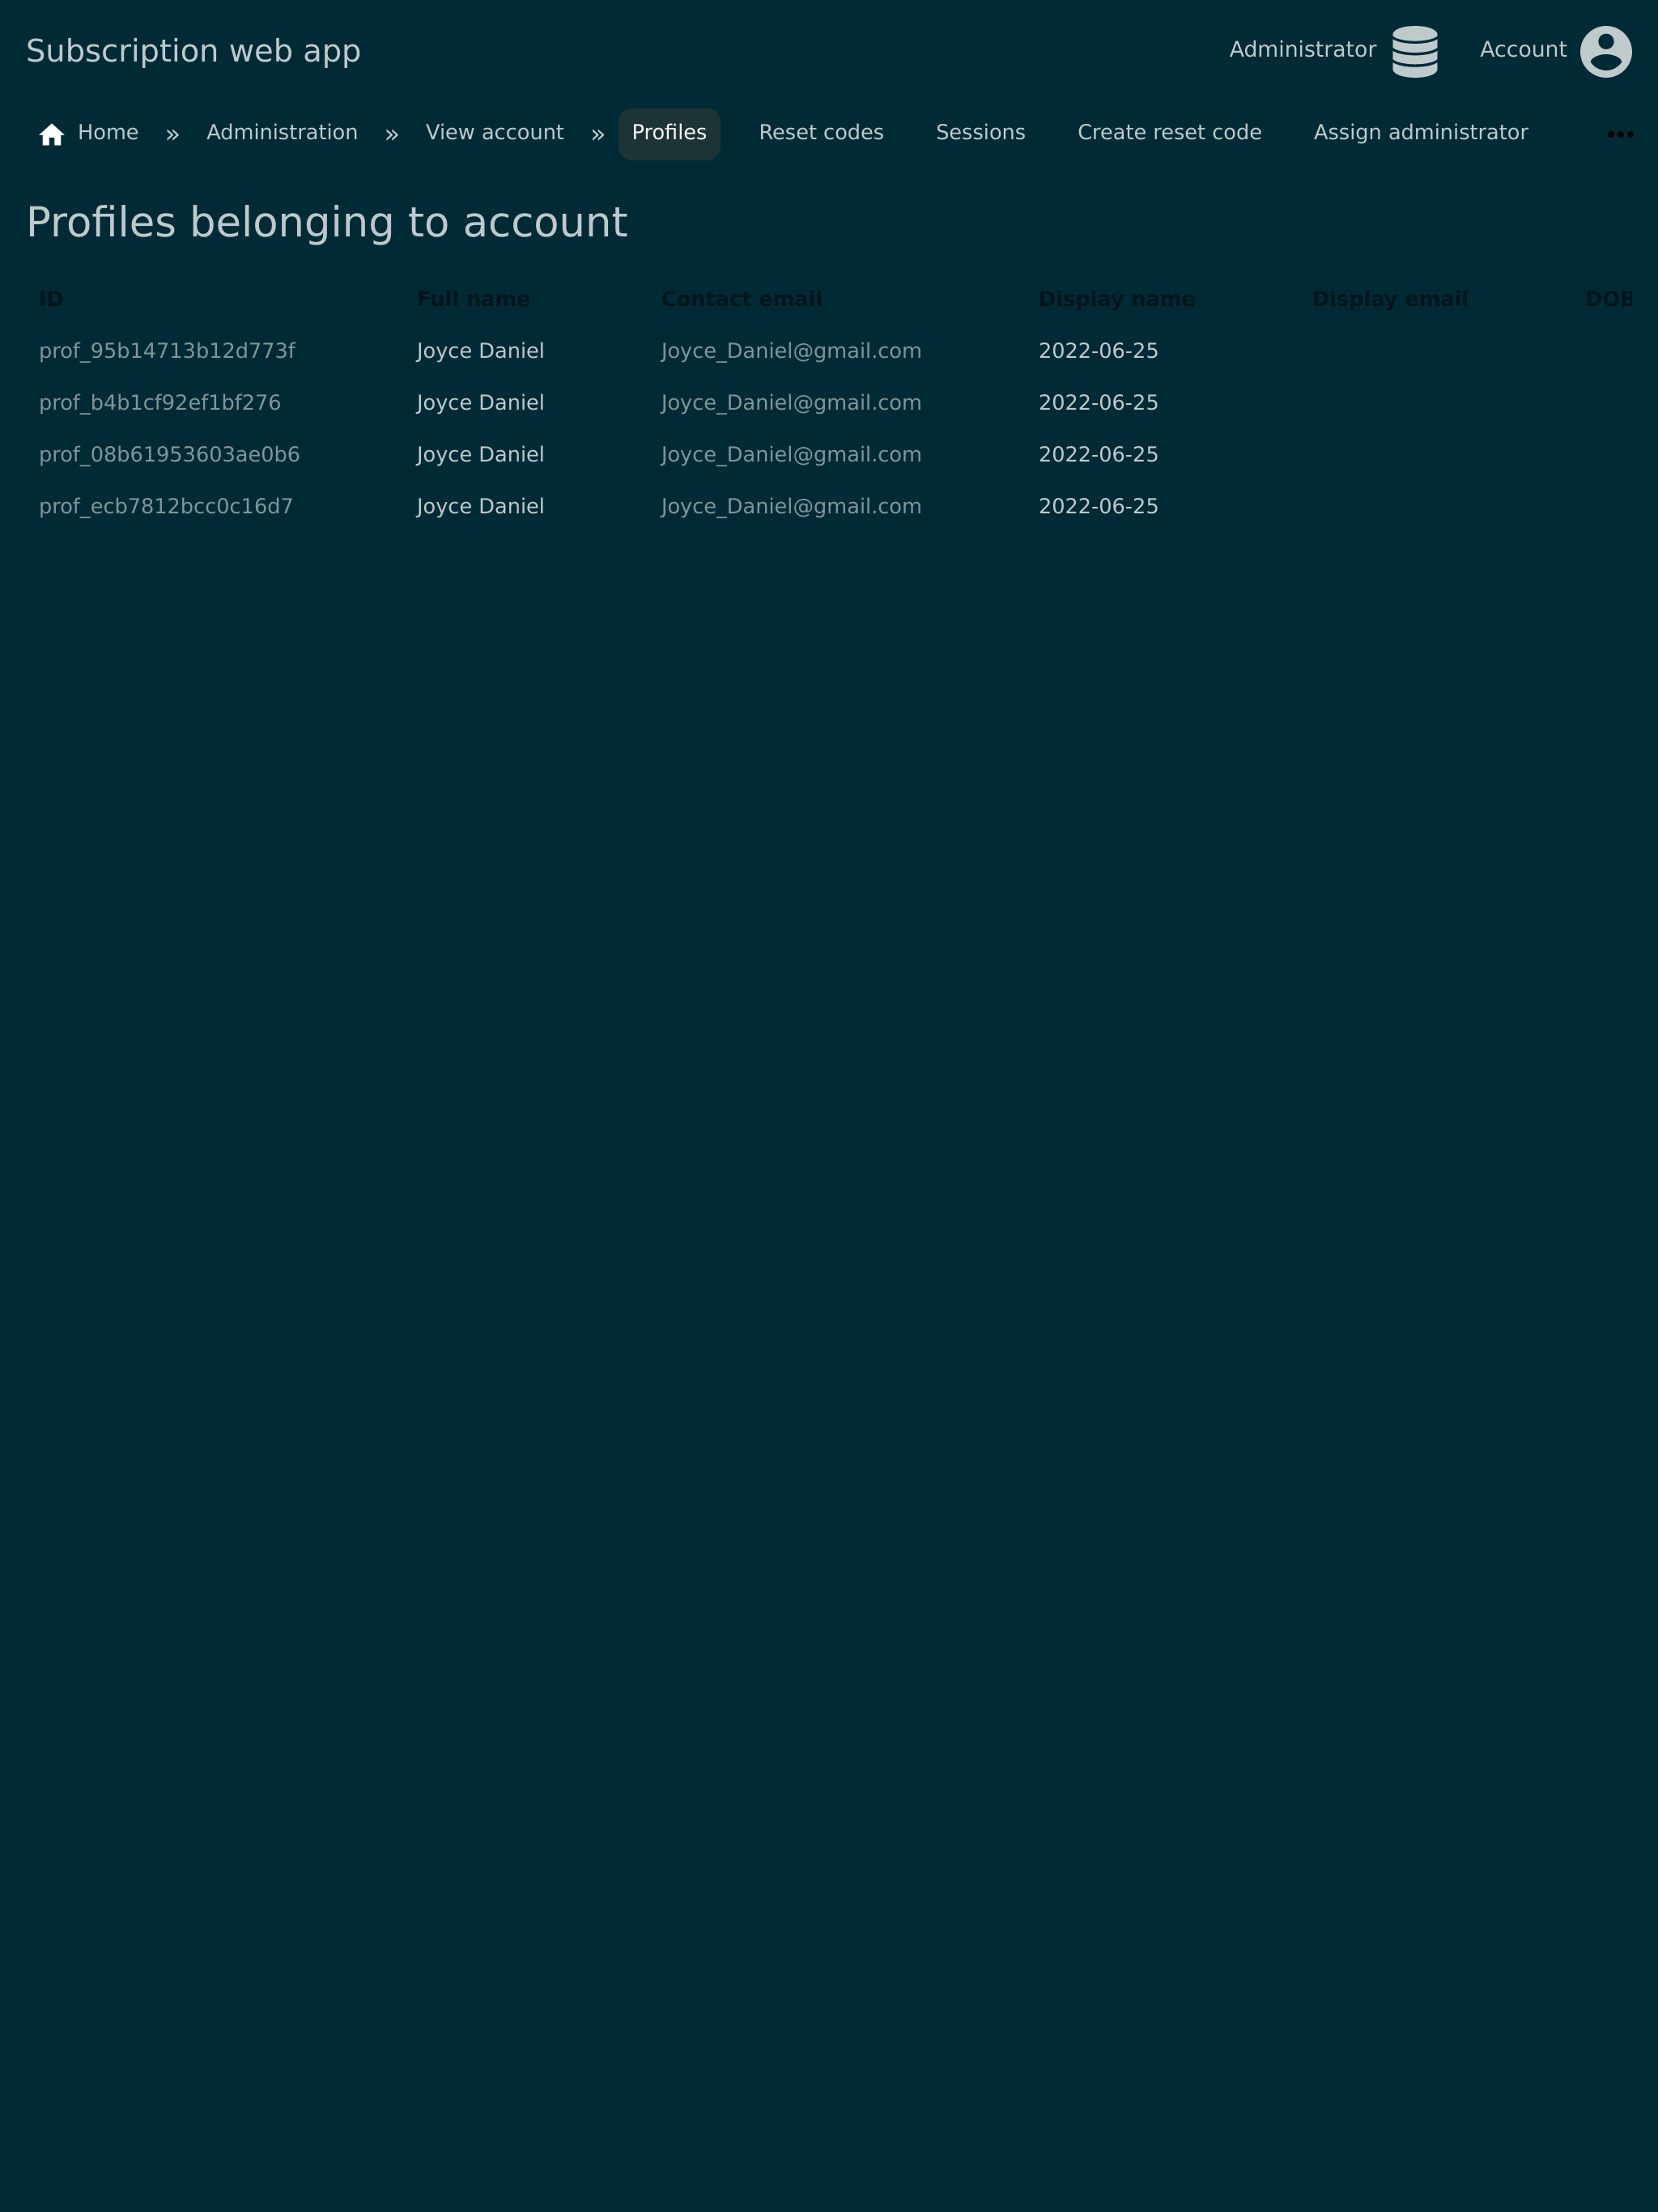 Subscription web app Administrator Account
Home » Administration » View account » Profiles Reset codes Sessions Create reset code Assign administrator
Profiles belonging to account
ID Full name Contact email Display name Display email DOB
prof_95b14713b12d773f Joyce Daniel Joyce_Daniel@gmail.com 2022-06-25
prof_b4b1cf92ef1bf276 Joyce Daniel Joyce_Daniel@gmail.com 2022-06-25
prof_08b61953603ae0b6 Joyce Daniel Joyce_Daniel@gmail.com 2022-06-25
prof_ecb7812bcc0c16d7 Joyce Daniel Joyce_Daniel@gmail.com 2022-06-25